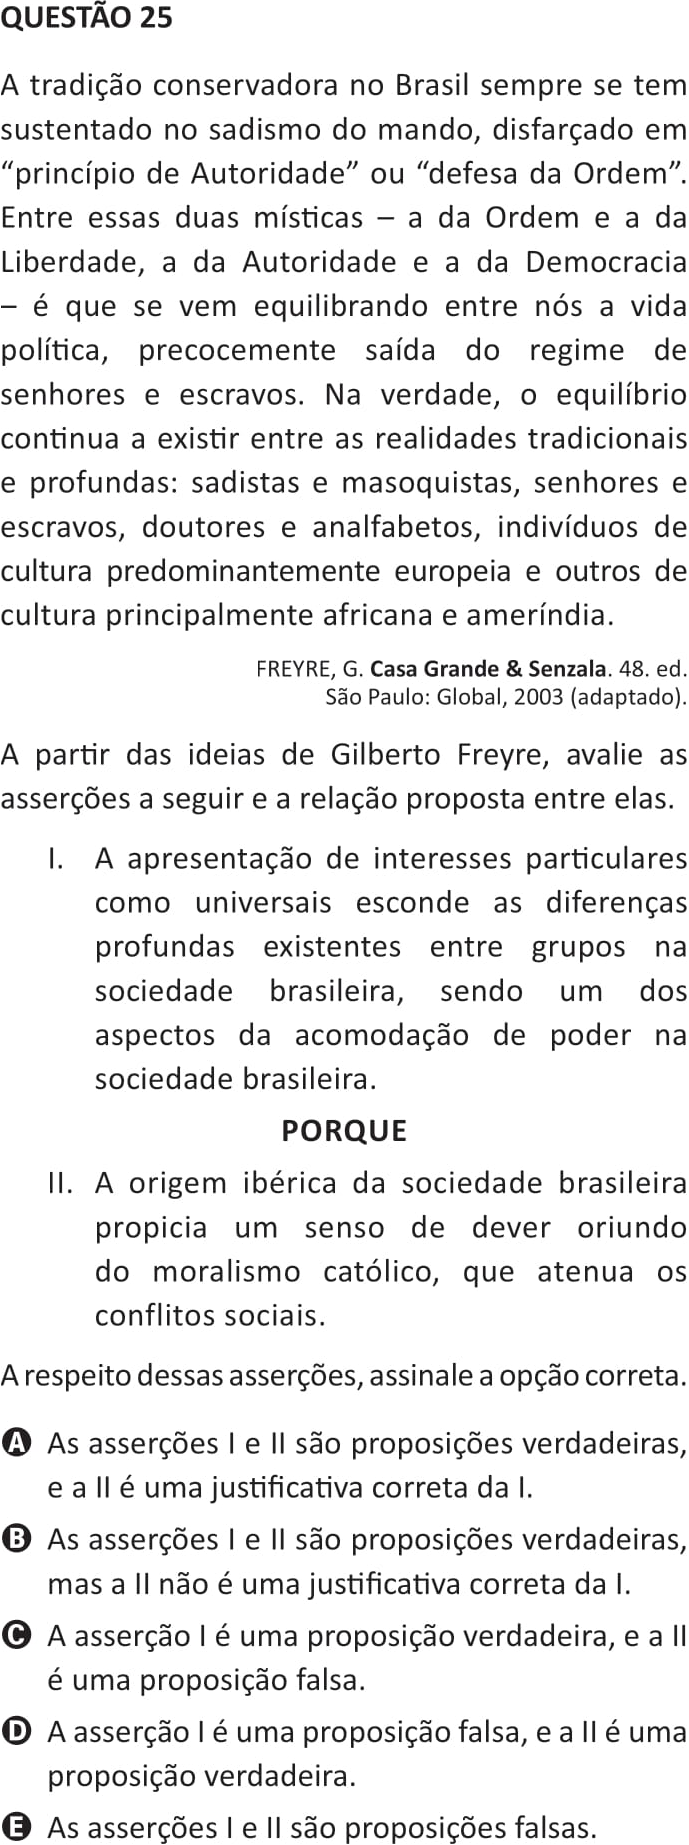 QUESTÃO 25
A tradição conservadora no Brasil sempre se tem
sustentado no sadismo do mando, disfarçado em
“princípio de Autoridade” ou “defesa da Ordem”.
Entre essas duas místicas – a da Ordem e a da
Liberdade, a da Autoridade e a da Democracia
– é que se vem equilibrando entre nós a vida
política, precocemente saída do regime de
senhores e escravos. Na verdade, o equilíbrio
continua a existir entre as realidades tradicionais
e profundas: sadistas e masoquistas, senhores e
escravos, doutores e analfabetos, indivíduos de
cultura predominantemente europeia e outros de
cultura principalmente africana e ameríndia.
FREYRE, G. Casa Grande & Senzala. 48. ed.
São Paulo: Global, 2003 (adaptado).
A partir das ideias de Gilberto Freyre, avalie as
asserções a seguir e a relação proposta entre elas.
I. A apresentação de interesses particulares
como universais esconde as diferenças
profundas existentes entre grupos na
sociedade brasileira, sendo um dos
aspectos da acomodação de poder na
sociedade brasileira.
PORQUE
II. A origem ibérica da sociedade brasileira
propicia um senso de dever oriundo
do moralismo católico, que atenua os
conflitos sociais.
A respeito dessas asserções, assinale a opção correta.
A As asserções I e II são proposições verdadeiras,
e a II é uma justificativa correta da I.
B As asserções I e II são proposições verdadeiras,
mas a II não é uma justificativa correta da I.
C A asserção I é uma proposição verdadeira, e a II
é uma proposição falsa.
D A asserção I é uma proposição falsa, e a II é uma
proposição verdadeira.
E As asserções I e II são proposições falsas.